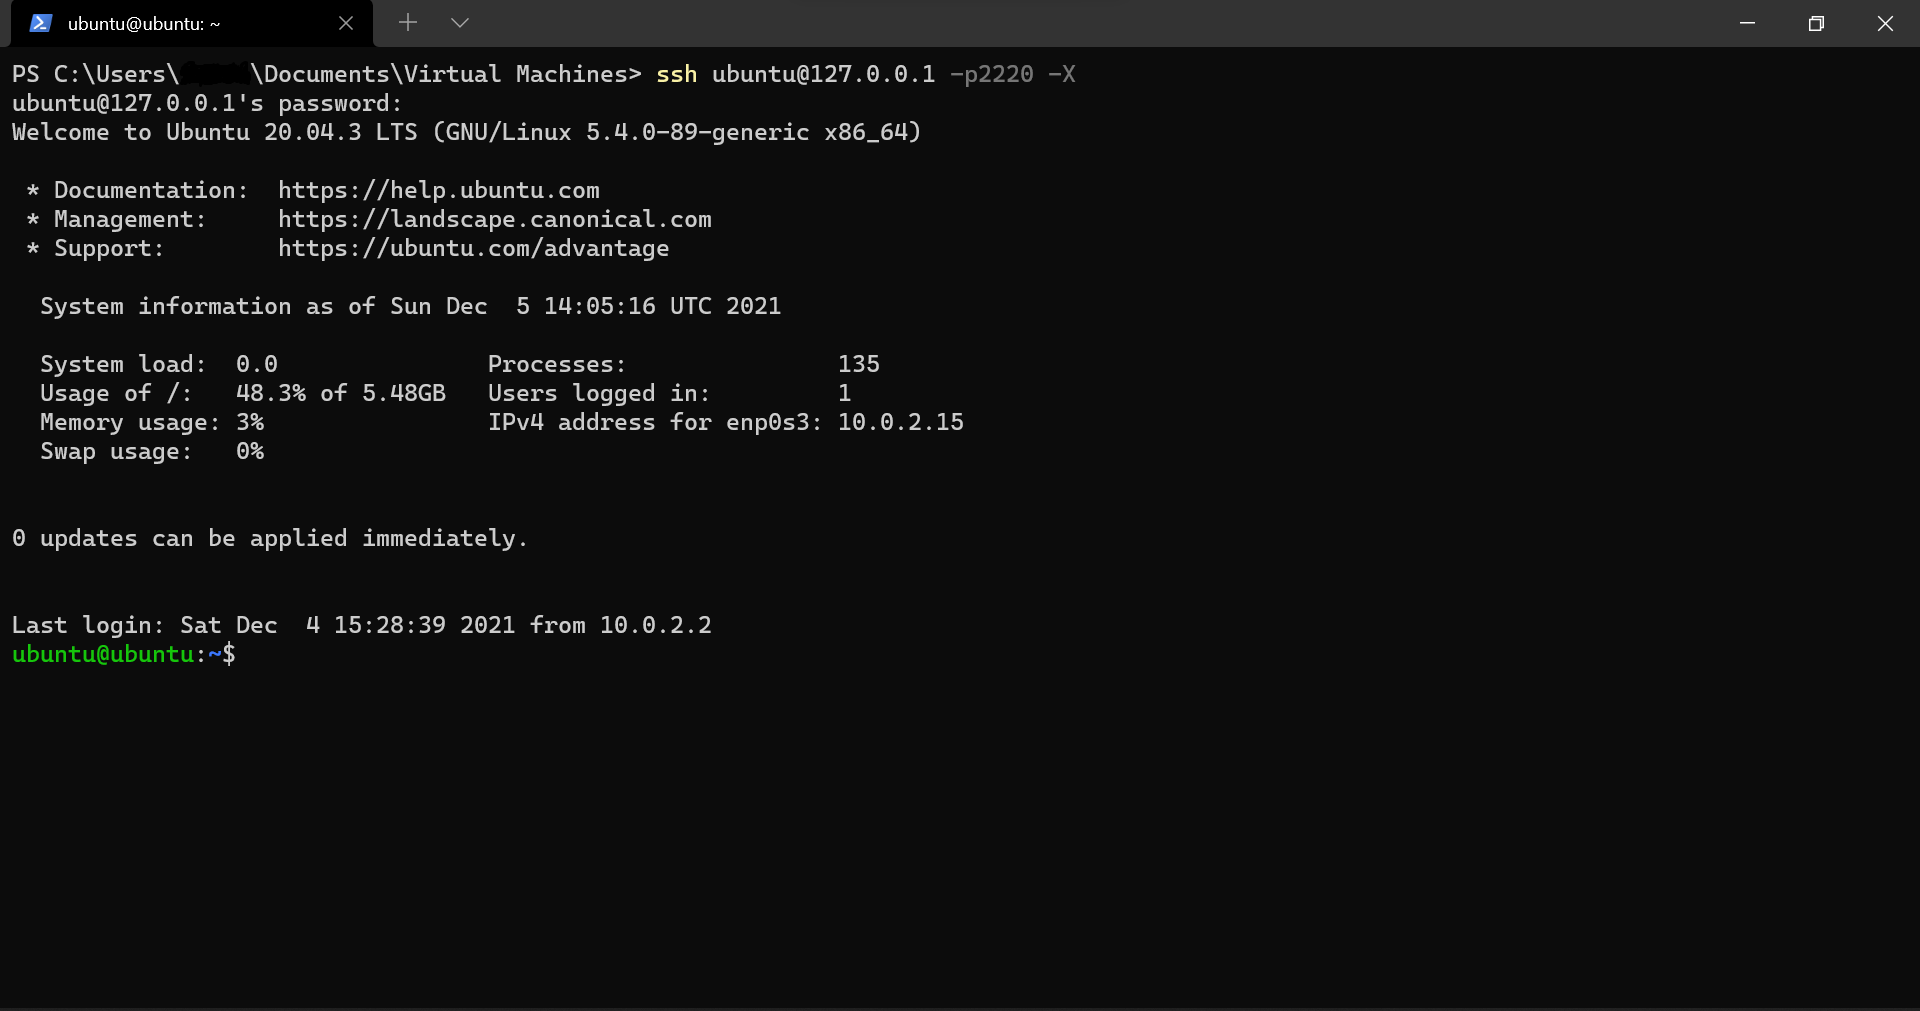 ubuntu@ubuntu: ~
PS C:\Users\ \Documents\Virtual Machines> ssh ubuntu@127.0.0.1 -p2220 -X
ubuntu@127.0.0.1's password:
Welcome to Ubuntu 20.04.3 LTS (GNU/Linux 5.4.0-89-generic x86_64)
* Documentation:  https://help.ubuntu.com
* Management:     https://landscape.canonical.com
* Support:        https://ubuntu.com/advantage
System information as of Sun Dec  5 14:05:16 UTC 2021
System load:  0.0               Processes:               135
Usage of /:   48.3% of 5.48GB   Users logged in:         1
Memory usage: 3%                IPv4 address for enp0s3: 10.0.2.15
Swap usage:   0%
0 updates can be applied immediately.
Last login: Sat Dec  4 15:28:39 2021 from 10.0.2.2
ubuntu@ubuntu:~$